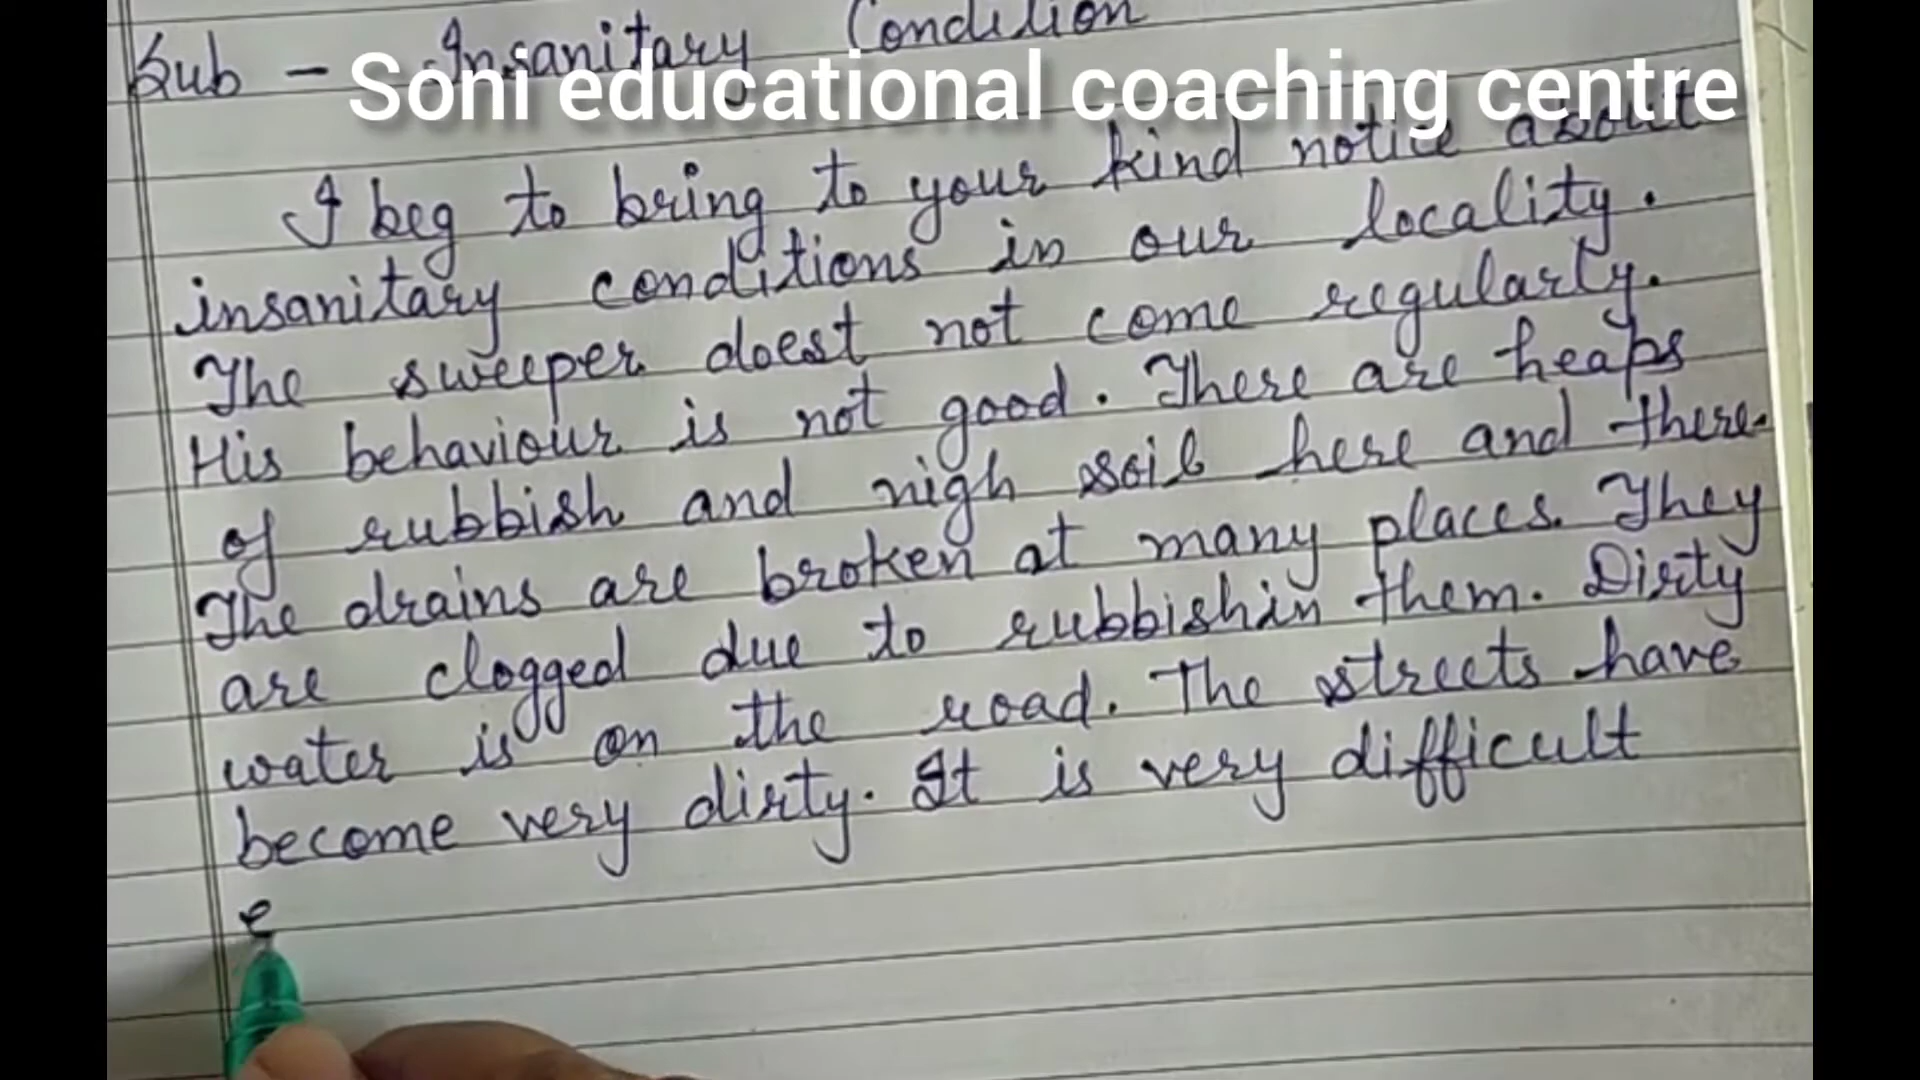 Sub - Insanitary Condition
Soni educational coaching centre
I beg to bring to your kind notice about
insanitary conditions in our locality.
The sweeper doest not come regularly.
His behaviour is not good. There are heaps
of rubbish and nigh soil here and there.
The drains are broken at many places. They
are clogged due to rubbishin them. Dirty
water is on the road. The streets have
become very dirty. It is very difficult
e